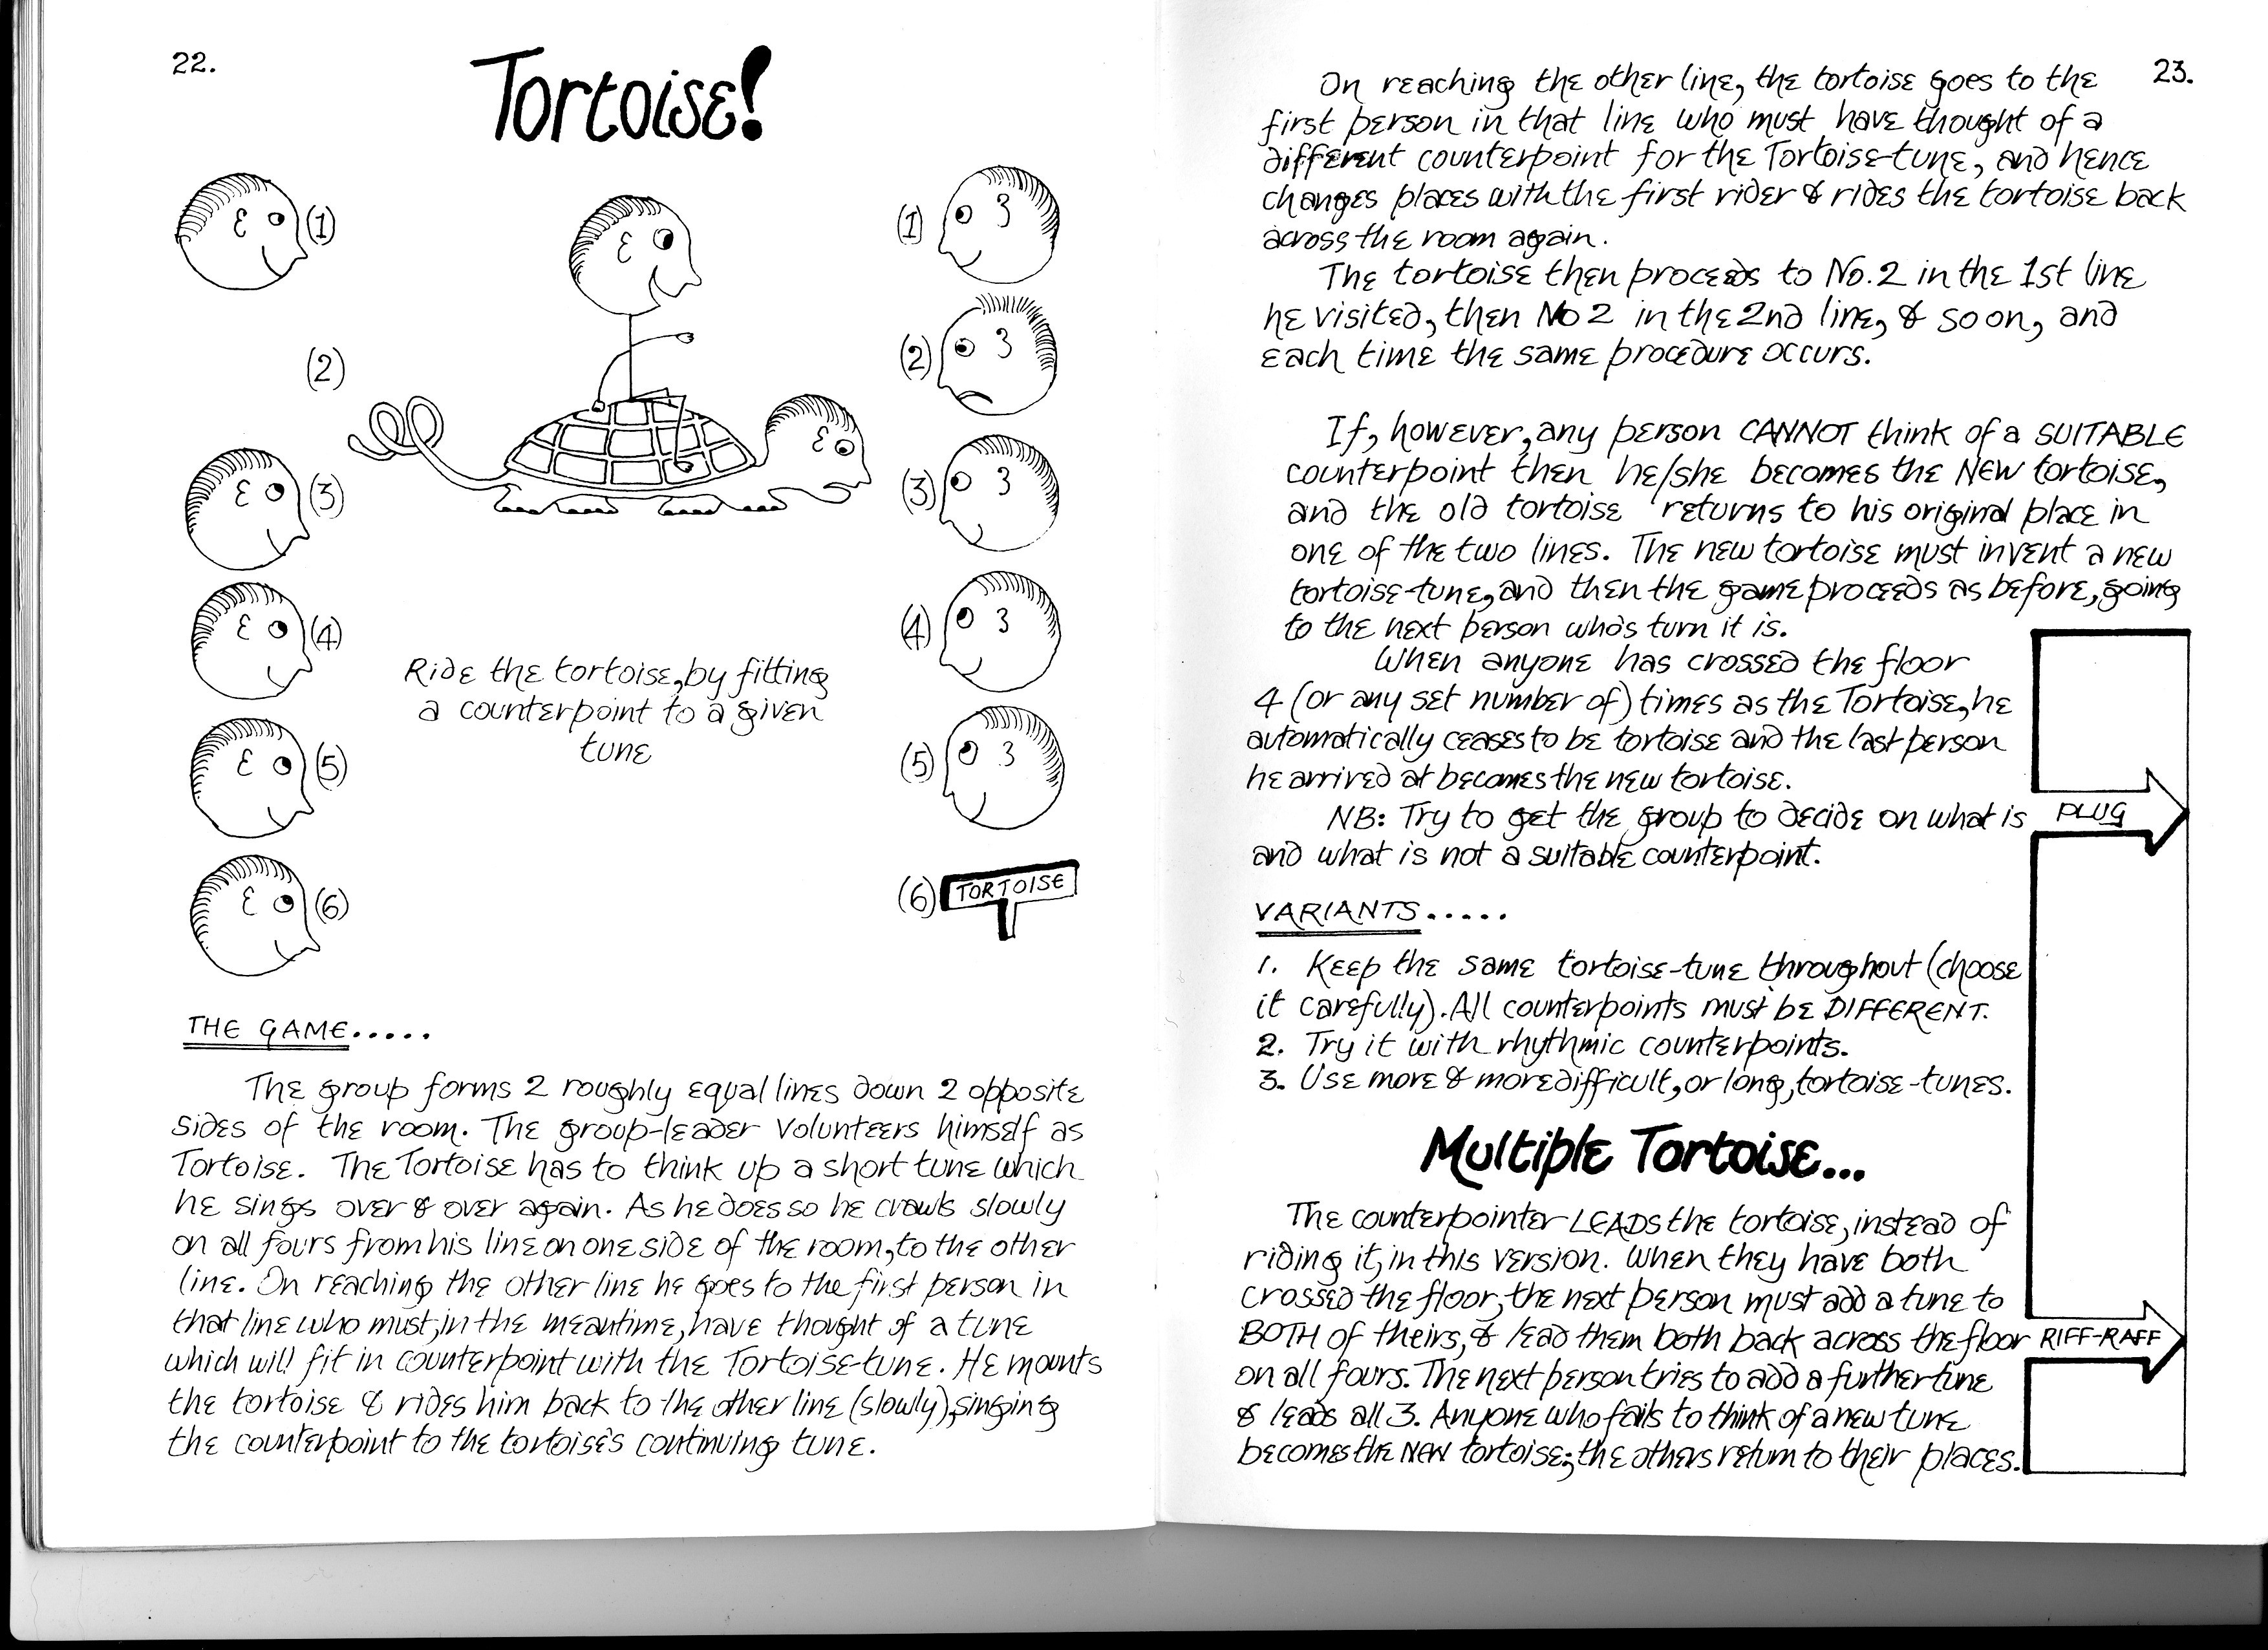 22.
Tortoise!
(1)
(1)
(2)
(2)
(3)
(3)
(4)
(4)
(5)
(5)
(6)
(6) TORTOISE
Ride the tortoise, by fitting
a counterpoint to a given
tune
THE GAME.....
The group forms 2 roughly equal lines down 2 opposite
sides of the room. The group-leader volunteers himself as
Tortoise. The Tortoise has to think up a short tune which
he sings over & over again. As he does so he crawls slowly
on all fours from his line on one side of the room, to the other
line. On reaching the other line he goes to the first person in
that line who must, in the meantime, have thought of a tune
which will fit in counterpoint with the Tortoise-tune. He mounts
the tortoise & rides him back to the other line (slowly), singing
the counterpoint to the tortoise's continuing tune.
23.
On reaching the other line, the tortoise goes to the
first person in that line who must have thought of a
different counterpoint for the Tortoise-tune, and hence
changes places with the first rider & rides the tortoise back
across the room again.
The tortoise then proceeds to No. 2 in the 1st line
he visited, then No 2 in the 2nd line, & so on, and
each time the same procedure occurs.
If, however, any person CANNOT think of a SUITABLE
counterpoint then he/she becomes the NEW tortoise,
and the old tortoise returns to his original place in
one of the two lines. The new tortoise must invent a new
tortoise-tune, and then the game proceeds as before, going
to the next person who's turn it is.
When anyone has crossed the floor
4 (or any set number of) times as the Tortoise, he
automatically ceases to be tortoise and the last person
he arrived at becomes the new tortoise.
NB: Try to get the group to decide on what is
and what is not a suitable counterpoint.
PLUG
VARIANTS.....
1. Keep the same tortoise-tune throughout (choose
it carefully). All counterpoints must be DIFFERENT.
2. Try it with rhythmic counterpoints.
3. Use more & more difficult, or long, tortoise-tunes.
Multiple Tortoise...
The counterpointer LEADS the tortoise, instead of
riding it, in this version. When they have both
crossed the floor, the next person must add a tune to
BOTH of theirs, & lead them both back across the floor
on all fours. The next person tries to add a further tune
& leads all 3. Anyone who fails to think of a new tune
becomes the NEW tortoise; the others return to their places.
RIFF-RAFF